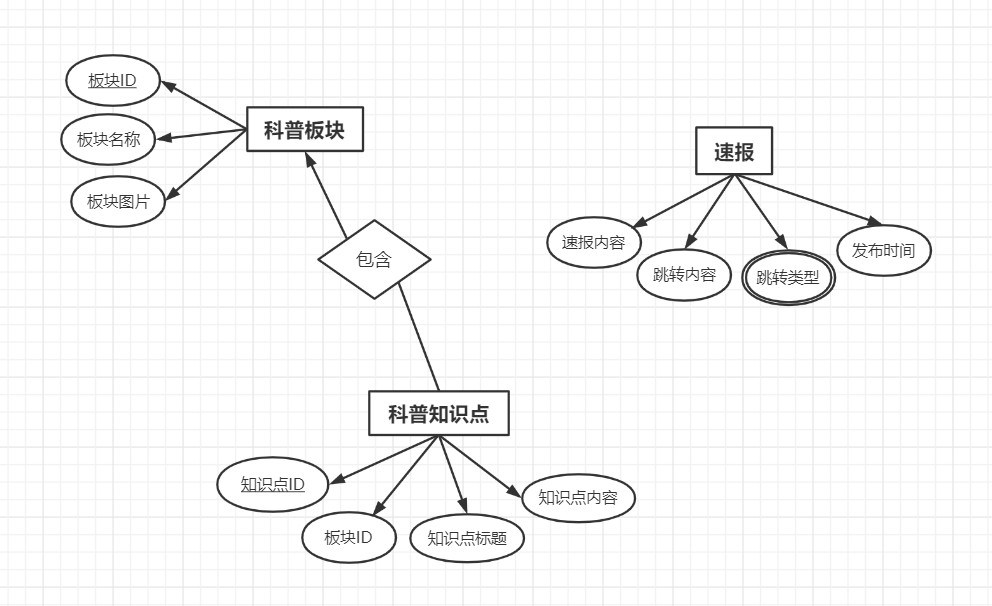 板块ID
板块名称
板块图片
科普板块
包含
科普知识点
知识点ID
板块ID
知识点标题
知识点内容
速报
速报内容
跳转内容
跳转类型
发布时间